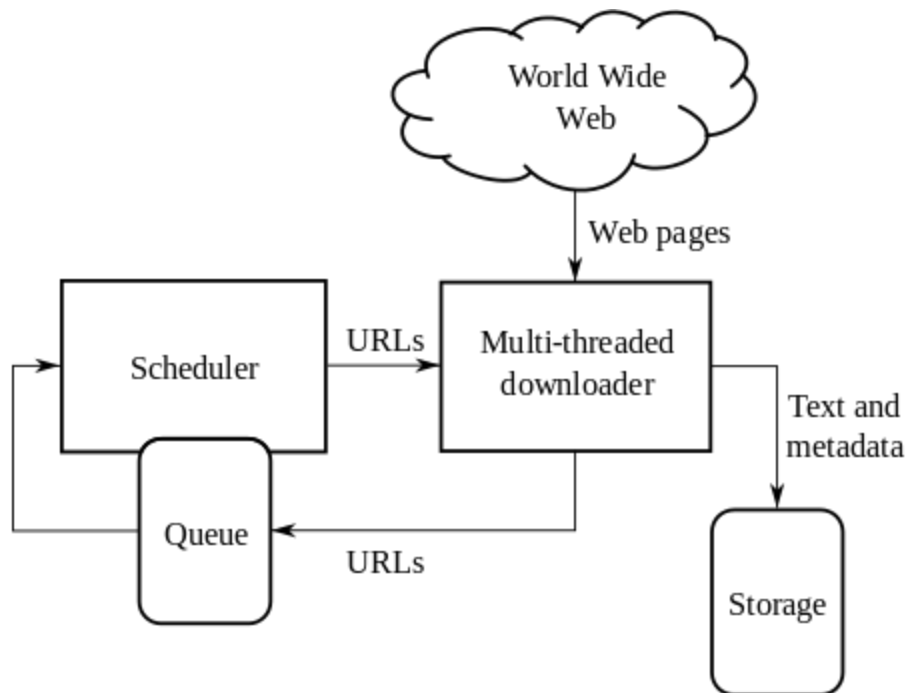 World Wide
Web
Web pages
Scheduler
URLs
Multi-threaded
downloader
Text and
metadata
Queue
URLs
Storage